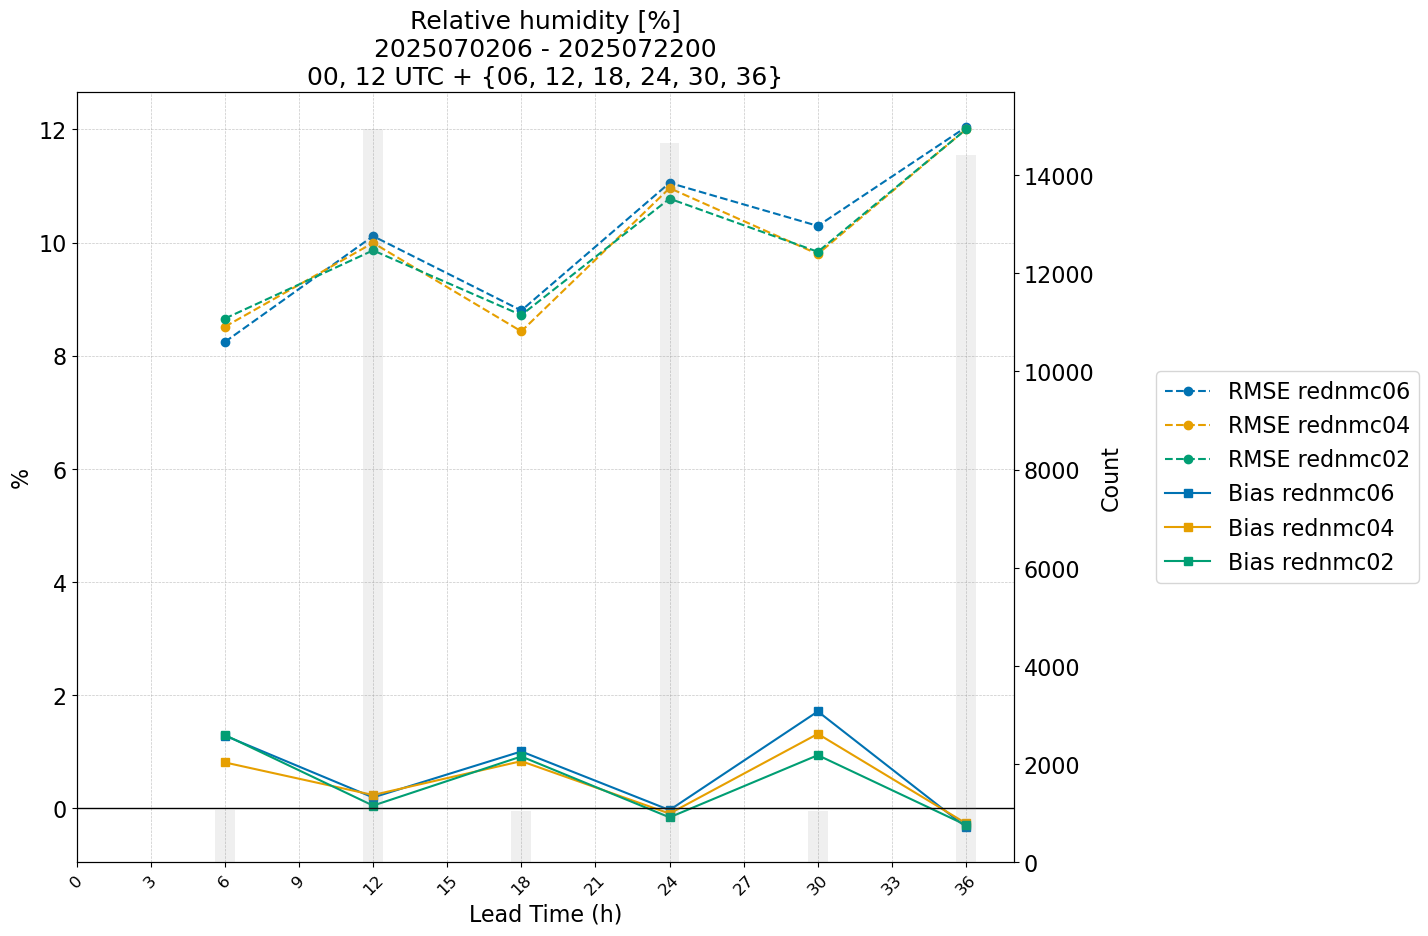 Relative humidity [%]
2025070206 - 2025072200
00, 12 UTC + {06, 12, 18, 24, 30, 36}
12
10
8
6
4
2
0
%
14000
12000
10000
8000
6000
4000
2000
0
Count
0
3
6
9
12
15
18
21
24
27
30
33
36
Lead Time (h)
RMSE rednmc06
RMSE rednmc04
RMSE rednmc02
Bias rednmc06
Bias rednmc04
Bias rednmc02